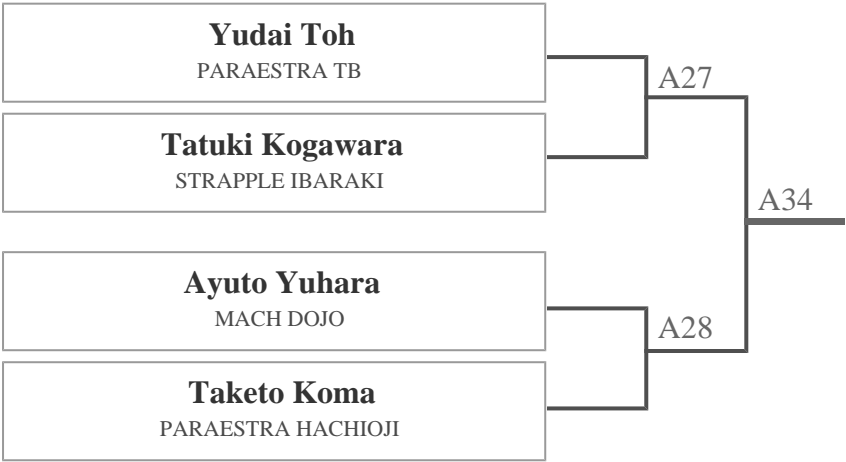 Yudai Toh
PARAESTRA TB
A27
Tatuki Kogawara
STRAPPLE IBARAKI
A34
Ayuto Yuhara
MACH DOJO
A28
Taketo Koma
PARAESTRA HACHIOJI